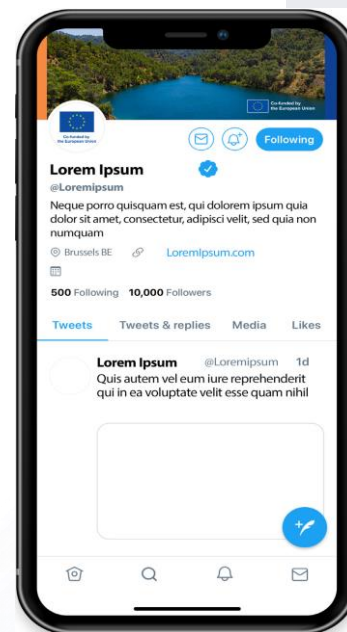 Co-funded by
the European Union
Co-funded by
the European Union
Following
Lorem Ipsum
@Loremipsum
Neque porro quisquam est, qui dolorem ipsum quia
dolor sit amet, consectetur, adipisci velit, sed quia non
numquam
Brussels BE LoremIpsum.com
500 Following 10,000 Followers
Tweets Tweets & replies Media Likes
Lorem Ipsum @Loremipsum 1d
Quis autem vel eum iure reprehenderit
qui in ea voluptate velit esse quam nihil